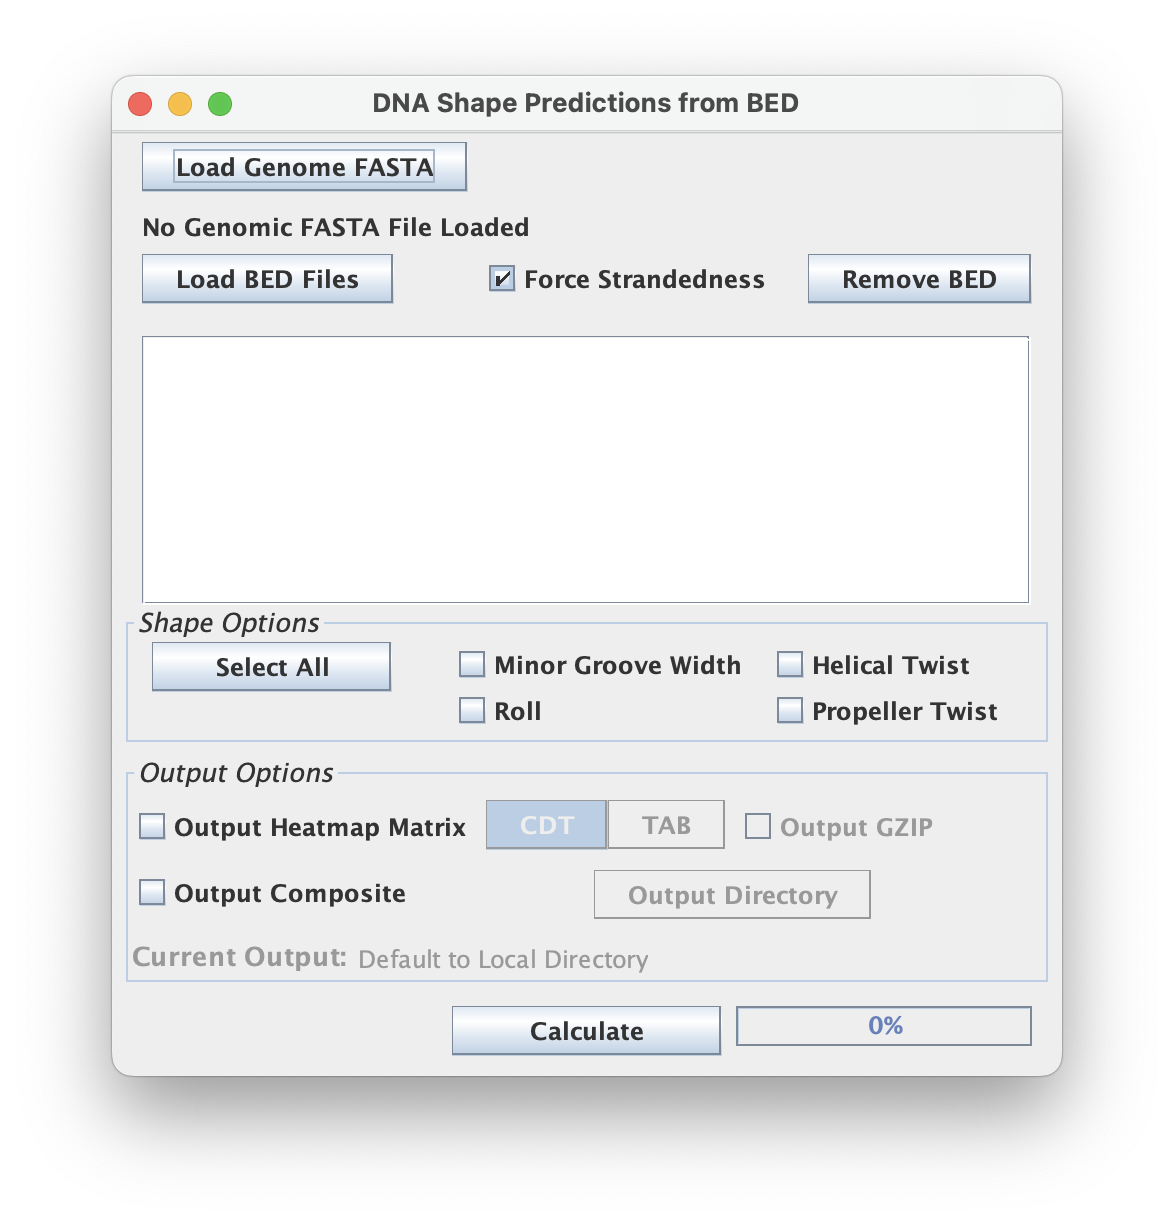 DNA Shape Predictions from BED
Load Genome FASTA
No Genomic FASTA File Loaded
Load BED Files
Force Strandedness
Remove BED
Shape Options
Select All
Minor Groove Width
Helical Twist
Roll
Propeller Twist
Output Options
Output Heatmap Matrix
CDT
TAB
Output GZIP
Output Composite
Output Directory
Current Output: Default to Local Directory
Calculate
0%